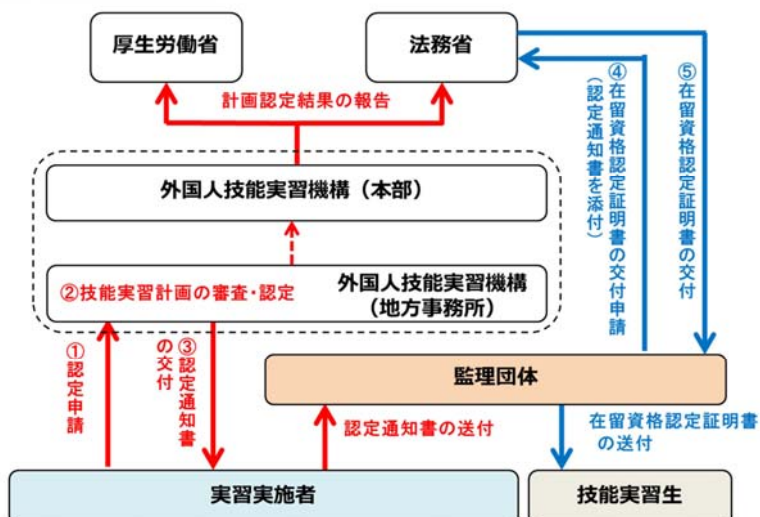 厚生労働省
法務省
計画認定結果の報告
外国人技能実習機構（本部）
②技能実習計画の審査・認定
外国人技能実習機構
（地方事務所）
①認定申請
③認定通知書
の交付
④在留資格認定証明書の交付申請
（認定通知書を添付）
⑤在留資格認定証明書の交付
監理団体
認定通知書の送付
在留資格認定証明書
の送付
実習実施者
技能実習生